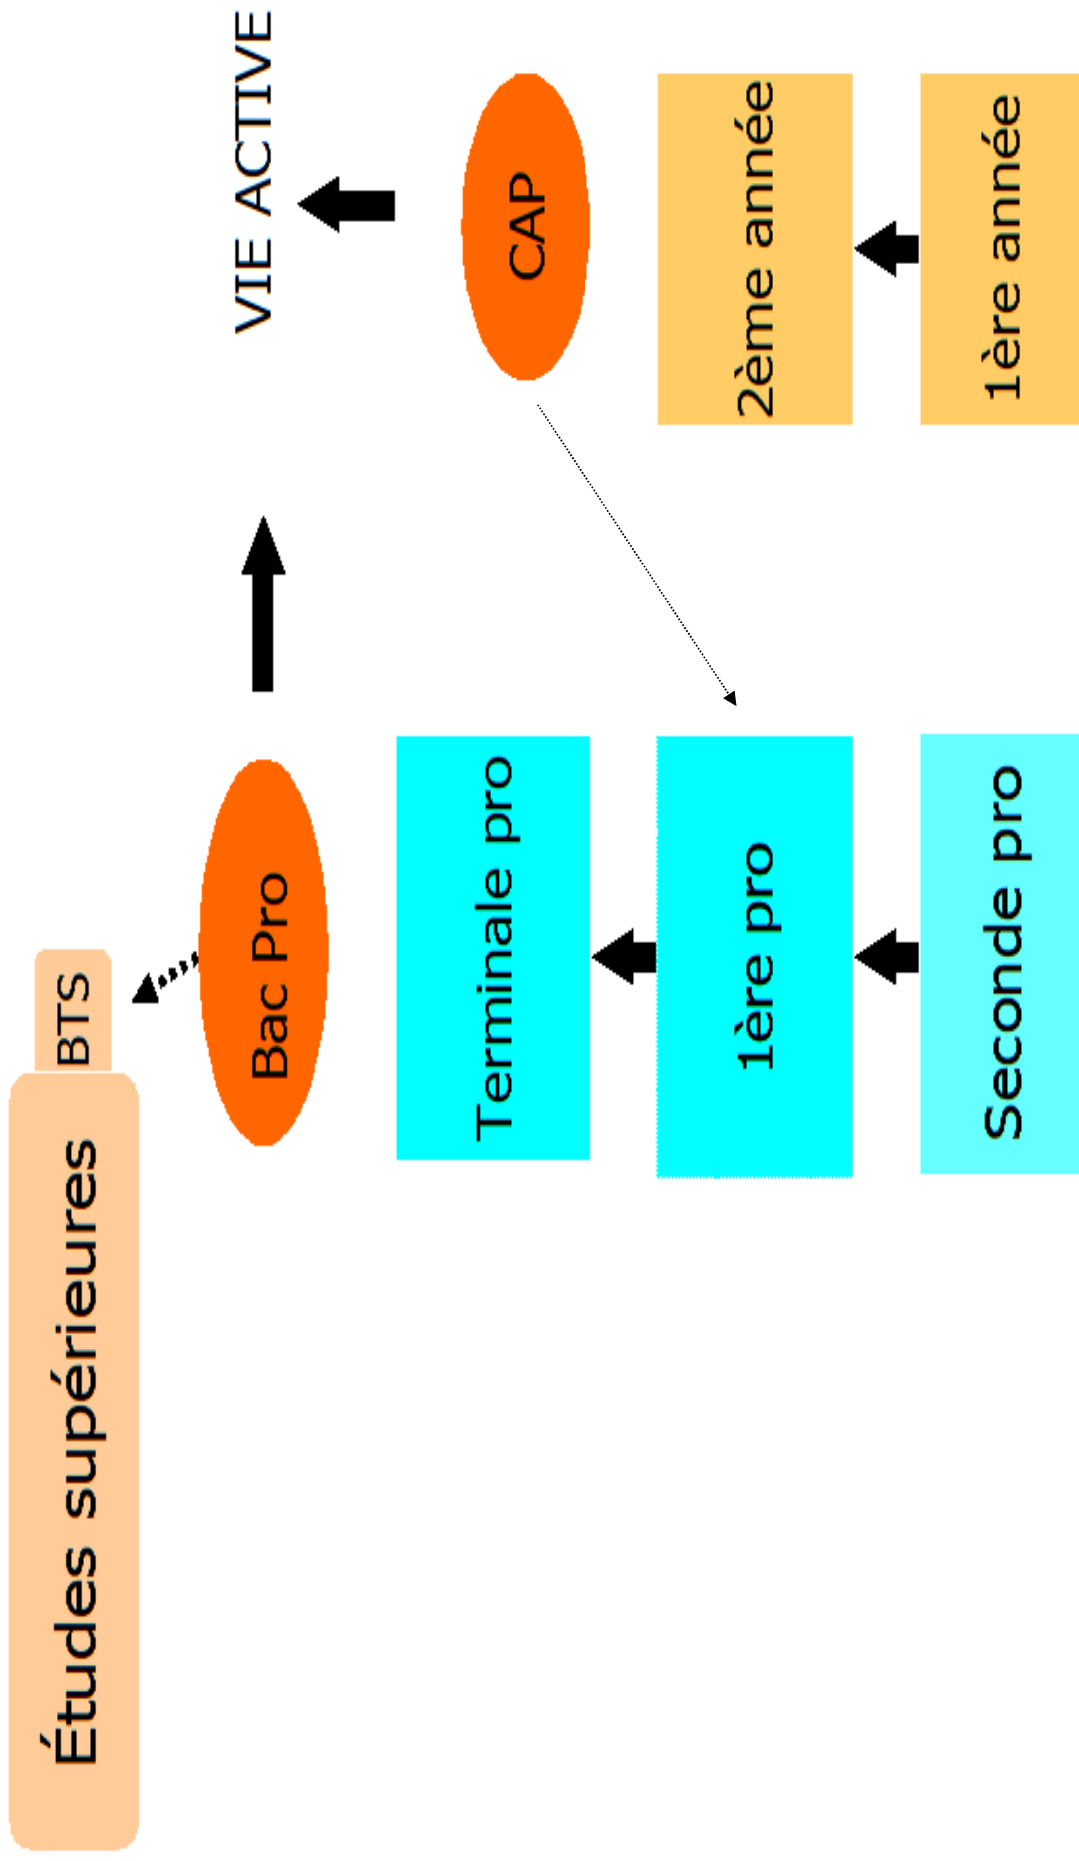 Études supérieures
BTS
Bac Pro
VIE ACTIVE
Terminale pro
CAP
1ère pro
2ème année
Seconde pro
1ère année